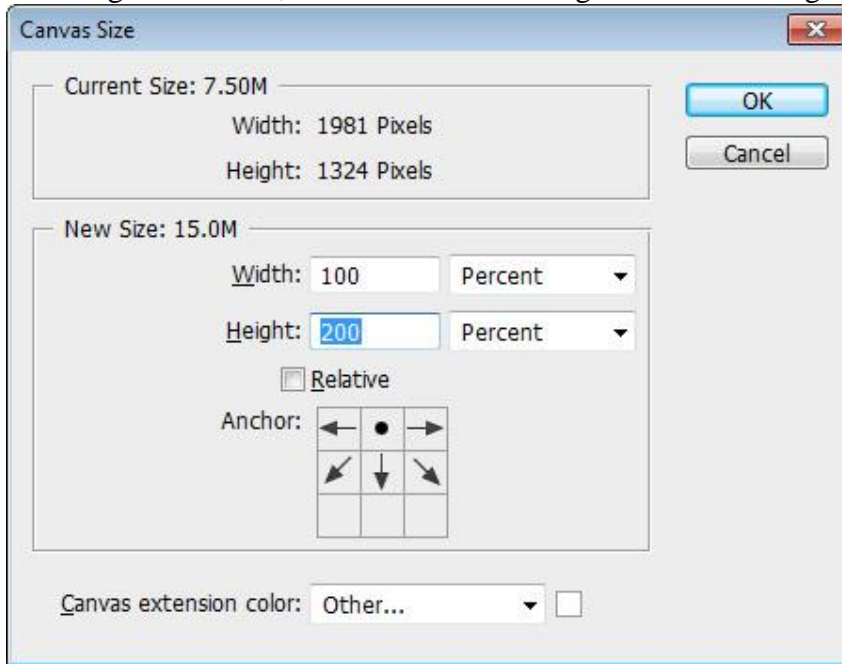 Canvas Size
Current Size: 7.50M
Width: 1981 Pixels
Height: 1324 Pixels
OK
Cancel
New Size: 15.0M
Width: 100 Percent
Height: 200 Percent
Relative
Anchor:
Canvas extension color: Other...